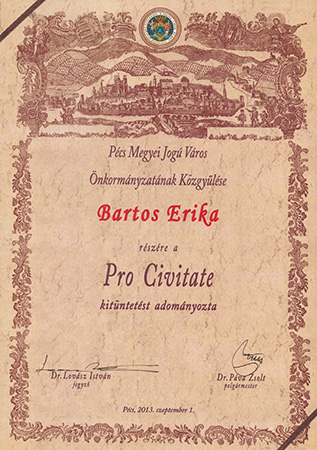 Pécs Megyei Jogú Város
Önkormányzatának Közgyűlése
Bartos Erika
részére a
Pro Civitate
kitüntetést adományozta
Dr. Lovász István
jegyző
Dr. Páva Zsolt
polgármester
Pécs, 2013. szeptember 1.